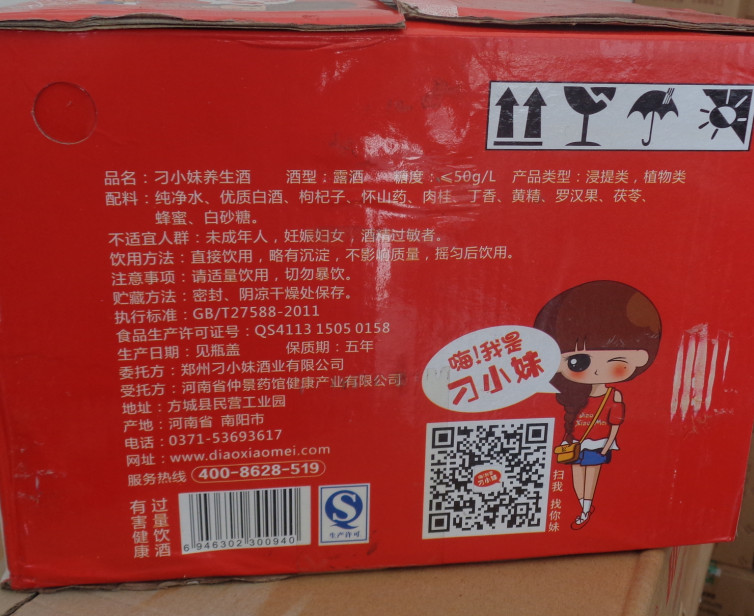 品名：刁小妹养生酒 酒型：露酒 糖度：≤50g/L 产品类型：浸提类，植物类
配料：纯净水、优质白酒、枸杞子、怀山药、肉桂、丁香、黄精、罗汉果、茯苓、
蜂蜜、白砂糖。
不适宜人群：未成年人，妊娠妇女，酒精过敏者。
饮用方法：直接饮用，略有沉淀，不影响质量，摇匀后饮用。
注意事项：请适量饮用，切勿暴饮。
贮藏方法：密封、阴凉干燥处保存。
执行标准：GB/T27588-2011
食品生产许可证号：QS4113 1505 0158
生产日期：见瓶盖 保质期：五年
委托方：郑州刁小妹酒业有限公司
受托方：河南省仲景药馆健康产业有限公司
地址：方城县民营工业园
产地：河南省 南阳市
电话：0371-53693617
网址：www.diaoxiaomei.com
服务热线 400-8628-519
过量饮酒
有害健康
6 946302 300940
QS
生产许可
嗨!我是
刁小妹
扫我 找你妹